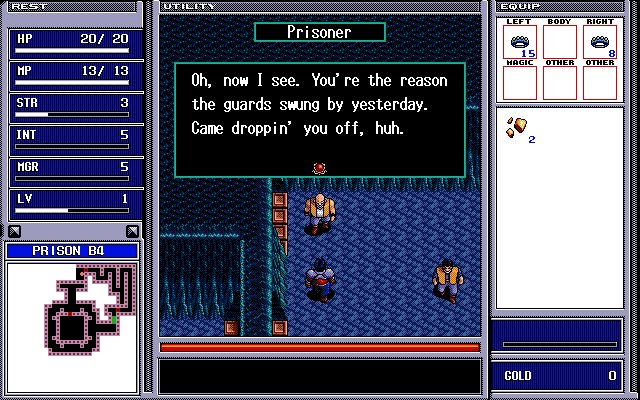 REST
UTILITY
EQUIP
HP 20/ 20
MP 13/ 13
STR 3
INT 5
MGR 5
LV 1
PRISON B4
Prisoner
Oh, now I see. You're the reason
the guards swung by yesterday.
Came droppin' you off, huh.
LEFT BODY RIGHT
15 8
MAGIC OTHER OTHER
2
GOLD 0